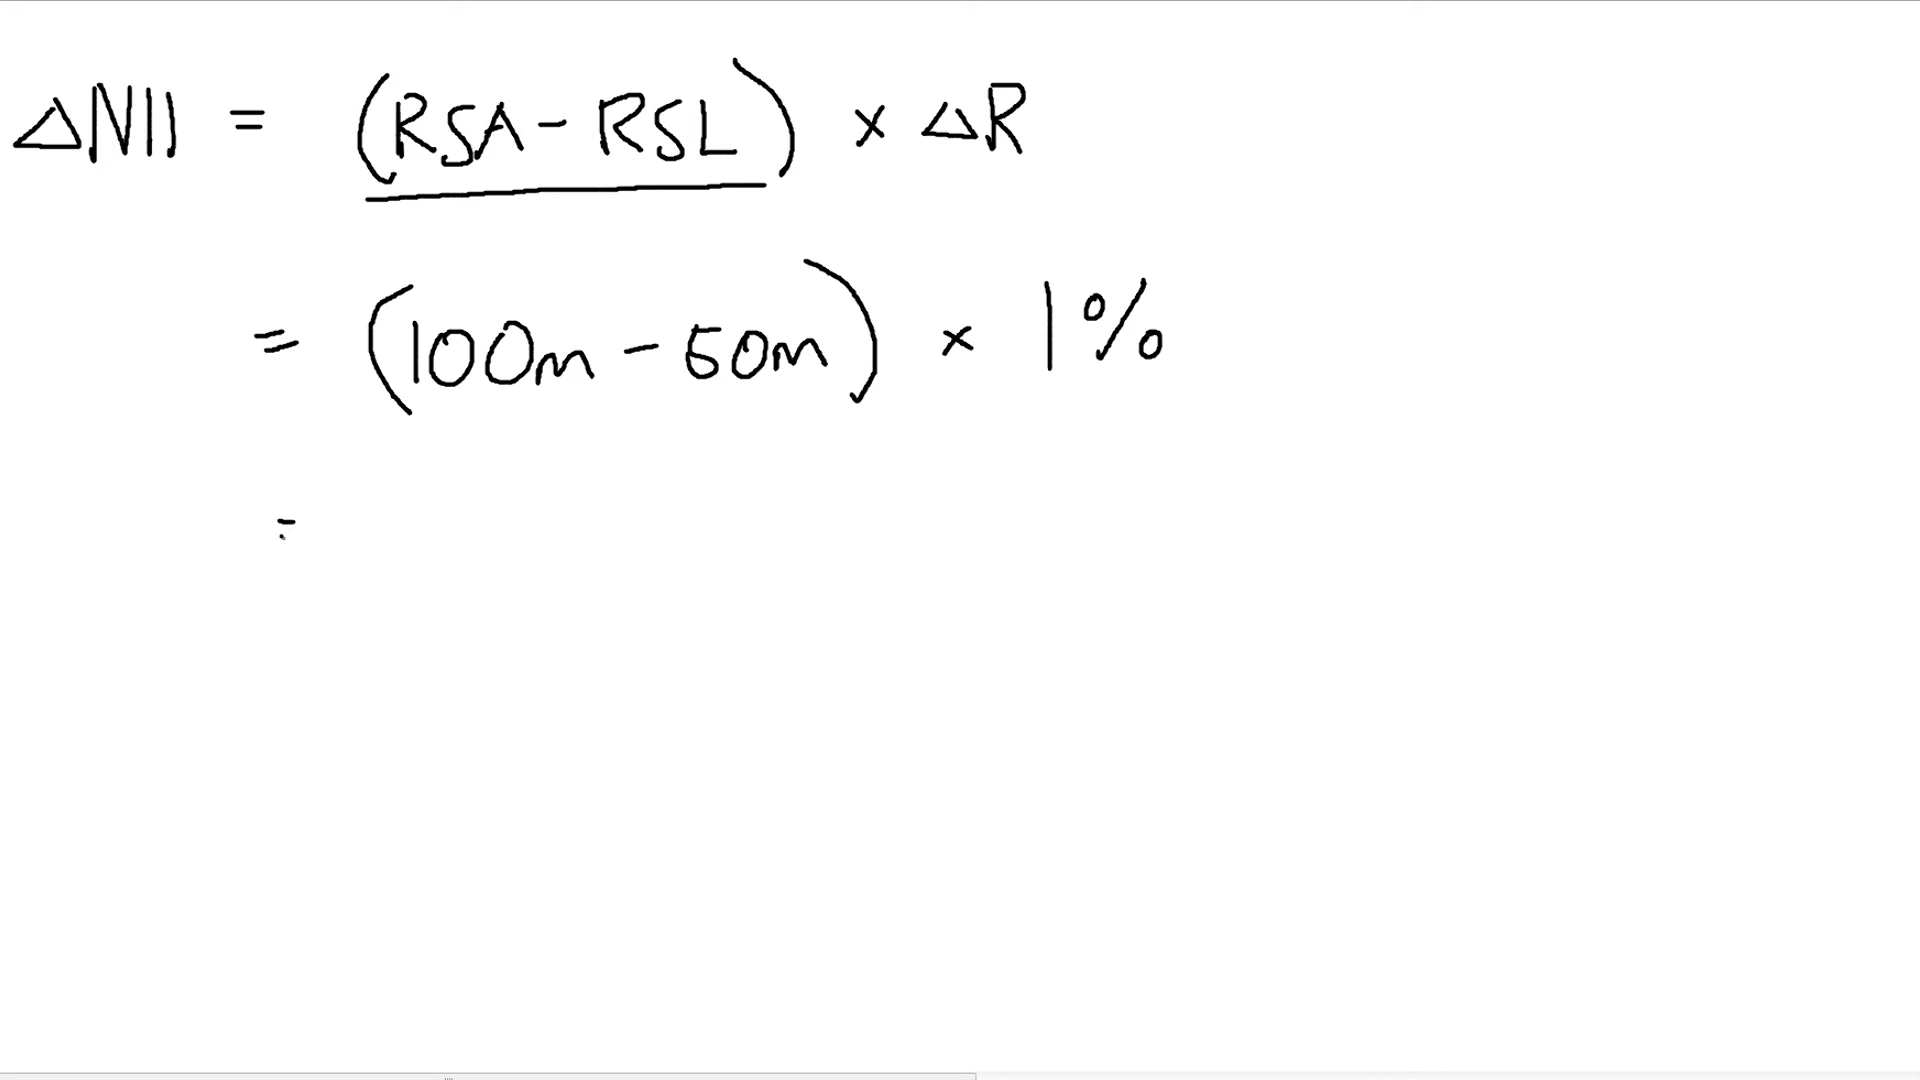 ΔNII = (RSA - RSL) × ΔR
= (100m - 50m) × 1%
=